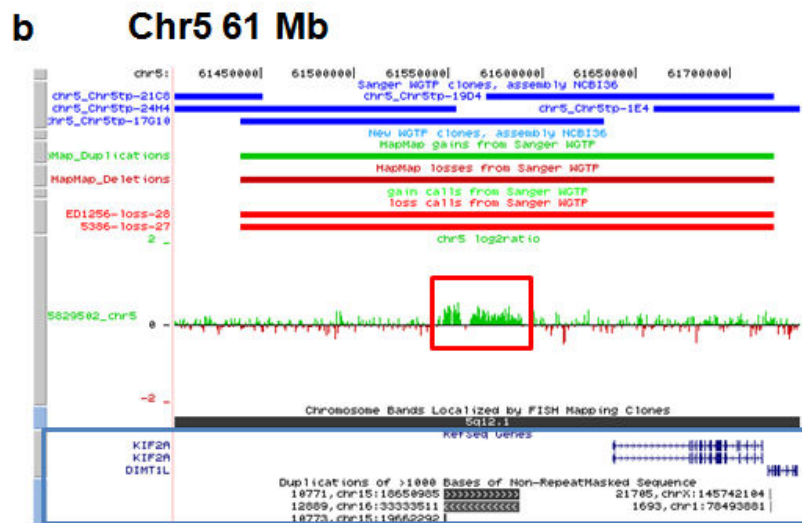 b Chr5 61 Mb
chr5: 61450000| 61500000| 61550000| 61600000| 61650000| 61700000|
Sanger WGTP clones, assembly NCBI36
chr5_Chr5tp-21C8 chr5_Chr5tp-19D4
chr5_Chr5tp-24H4 chr5_Chr5tp-1E4
chr5_Chr5tp-17G10
New WGTP clones, assembly NCBI36
HapMap gains from Sanger WGTP
pMap_Duplications
HapMap losses from Sanger WGTP
HapMap_Deletions
gain calls from Sanger WGTP
loss calls from Sanger WGTP
ED1256-loss-28
5386-loss-27
chr5 log2ratio
2 _
5829502_chr5
0 -
-2 _
Chromosome Bands Localized by FISH Mapping Clones
5q12.1
RefSeq Genes
KIF2A
KIF2A
DIMT1L
Duplications of >1000 Bases of Non-RepeatMasked Sequence
10771,chr15:18650985 21705,chrX:145742104
12889,chr16:33333511 1693,chr1:78493881
10773,chr15:19662292